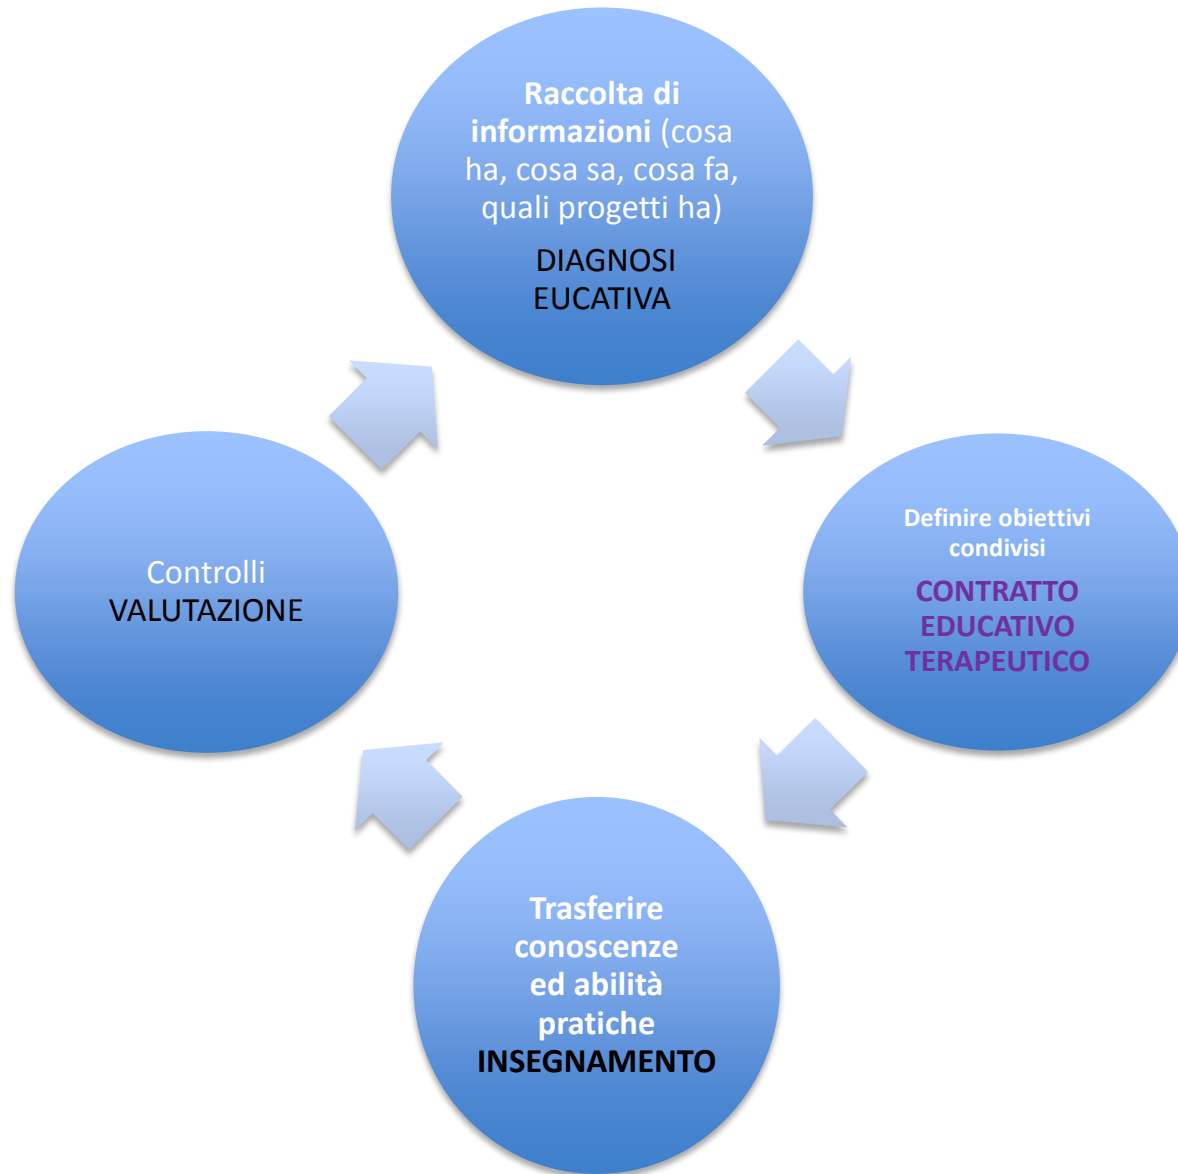 Raccolta di
informazioni (cosa
ha, cosa sa, cosa fa,
quali progetti ha)
DIAGNOSI
EUCATIVA
Definire obiettivi
condivisi
CONTRATTO
EDUCATIVO
TERAPEUTICO
Trasferire
conoscenze
ed abilità
pratiche
INSEGNAMENTO
Controlli
VALUTAZIONE